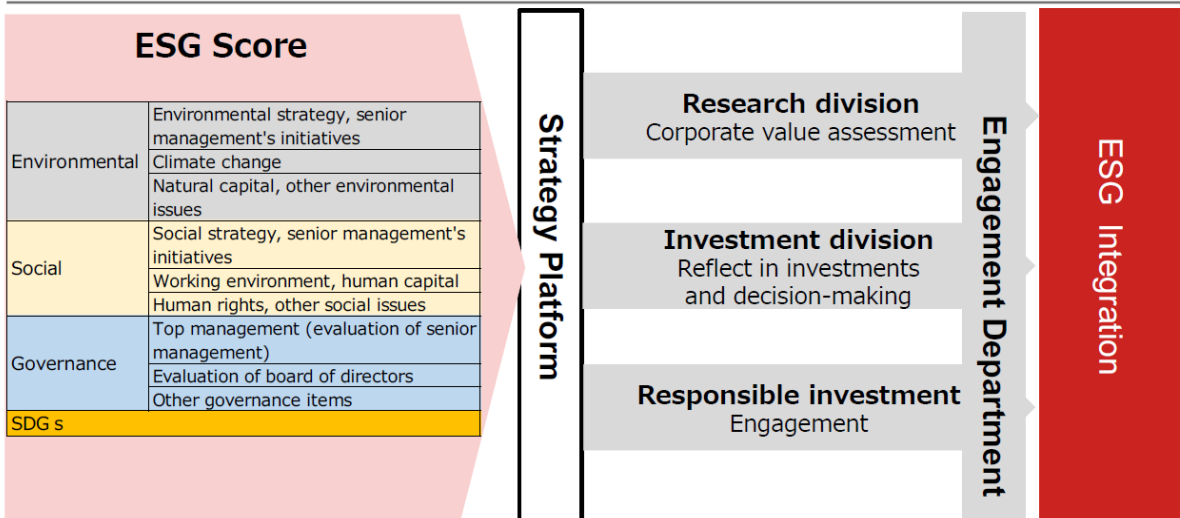 ESG Score
Environmental
Environmental strategy, senior
management's initiatives
Climate change
Natural capital, other environmental
issues
Social
Social strategy, senior management's
initiatives
Working environment, human capital
Human rights, other social issues
Governance
Top management (evaluation of senior
management)
Evaluation of board of directors
Other governance items
SDG s
Strategy Platform
Research division
Corporate value assessment
Investment division
Reflect in investments
and decision-making
Responsible investment
Engagement
Engagement Department
ESG Integration